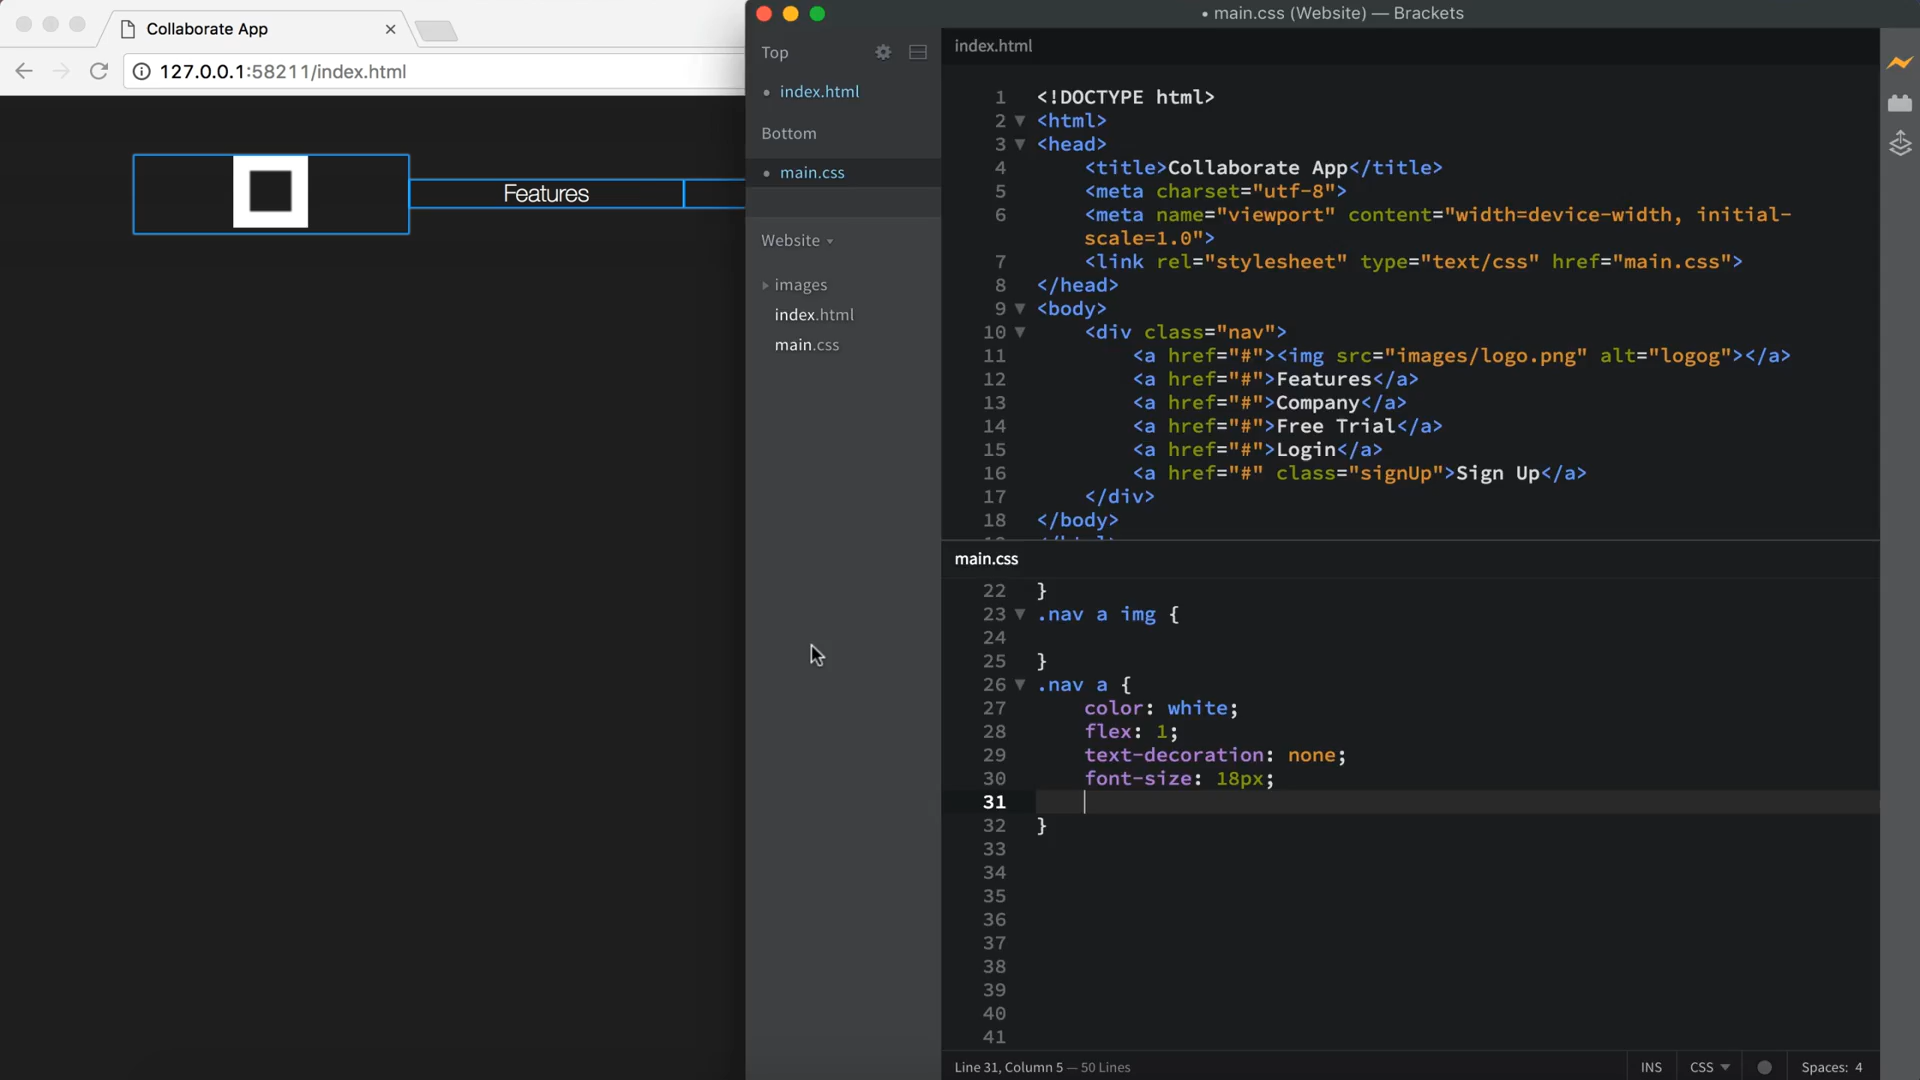 Collaborate App
127.0.0.1:58211/index.html
Features
• main.css (Website) — Brackets
Top
• index.html
Bottom
• main.css
Website
images
index.html
main.css
index.html
1 <!DOCTYPE html>
2 <html>
3 <head>
4 <title>Collaborate App</title>
5 <meta charset="utf-8">
6 <meta name="viewport" content="width=device-width, initial-
scale=1.0">
7 <link rel="stylesheet" type="text/css" href="main.css">
8 </head>
9 <body>
10 <div class="nav">
11 <a href="#"><img src="images/logo.png" alt="logog"></a>
12 <a href="#">Features</a>
13 <a href="#">Company</a>
14 <a href="#">Free Trial</a>
15 <a href="#">Login</a>
16 <a href="#" class="signUp">Sign Up</a>
17 </div>
18 </body>
main.css
22 }
23 .nav a img {
24
25 }
26 .nav a {
27 color: white;
28 flex: 1;
29 text-decoration: none;
30 font-size: 18px;
31
32 }
33
34
35
36
37
38
39
40
41
Line 31, Column 5 — 50 Lines
INS
CSS
Spaces: 4